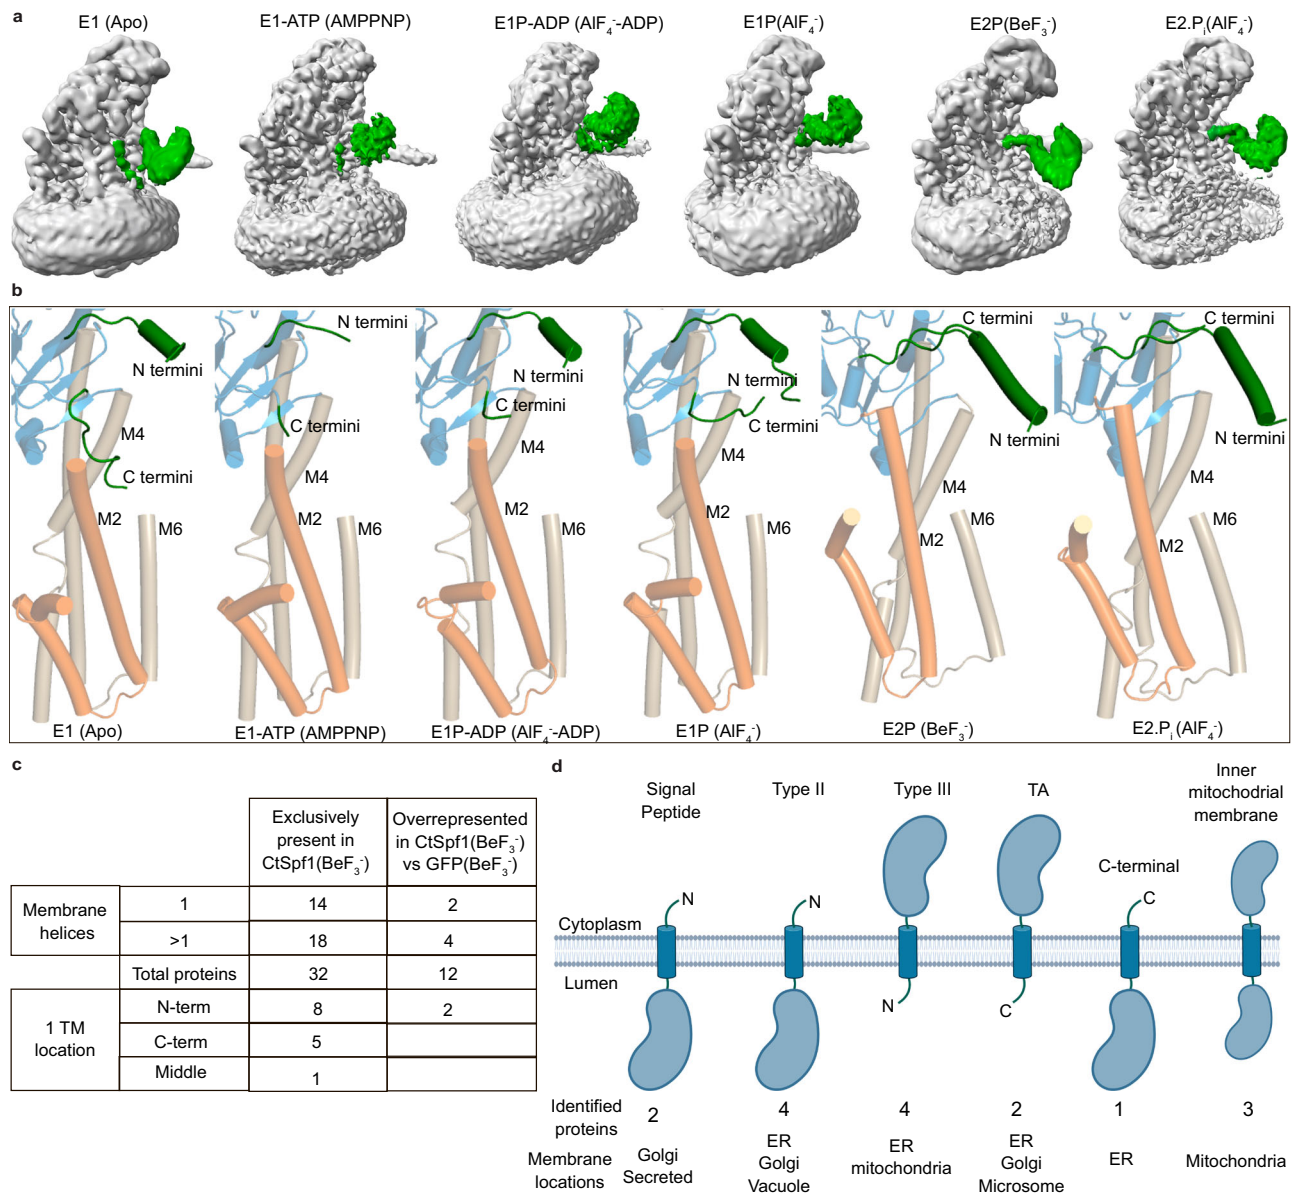 a
E1 (Apo)
E1-ATP (AMPPNP)
E1P-ADP (AlF₄⁻-ADP)
E1P(AlF₄⁻)
E2P(BeF₃⁻)
E2.Pᵢ(AlF₄⁻)
b
N termini
M4
C termini
M2
M6
E1 (Apo)
N termini
C termini
M4
M2
M6
E1-ATP (AMPPNP)
N termini
C termini
M4
M2
M6
E1P-ADP (AlF₄⁻-ADP)
N termini
C termini
M4
M2
M6
E1P (AlF₄⁻)
C termini
N termini
M4
M6
M2
E2P (BeF₃⁻)
C termini
N termini
M4
M6
M2
E2.Pᵢ(AlF₄⁻)
c
Exclusively
present in
CtSpf1(BeF₃⁻)
Overrepresented
in CtSpf1(BeF₃⁻)
vs GFP(BeF₃⁻)
Membrane
helices
1 14 2
>1 18 4
Total proteins 32 12
1 TM
location
N-term 8 2
C-term 5
Middle 1
d
Signal
Peptide
Type II
Type III
TA
C-terminal
Inner
mitochodrial
membrane
Cytoplasm
Lumen
N
N
N
C
C
Identified
proteins
2 4 4 2 1 3
Membrane
locations
Golgi
Secreted
ER
Golgi
Vacuole
ER
mitochondria
ER
Golgi
Microsome
ER
Mitochondria